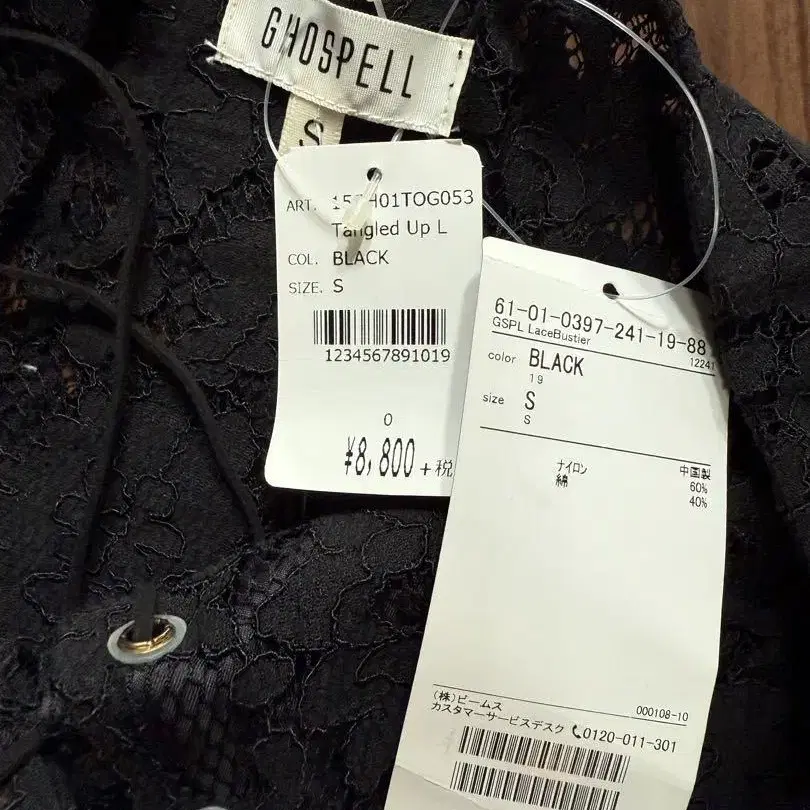 GHOSPELL
S
ART. 15 H01TOG053
Tangled Up L
COL. BLACK
SIZE. S
1234567891019
0
¥8,800 +税
61-01-0397-241-19-88
GSPL LaceBustier
12241
color BLACK
19
size S
S
中国製
ナイロン 60%
綿 40%
(株)ビームス 000108-10
カスタマーサービスデスク 0120-011-301